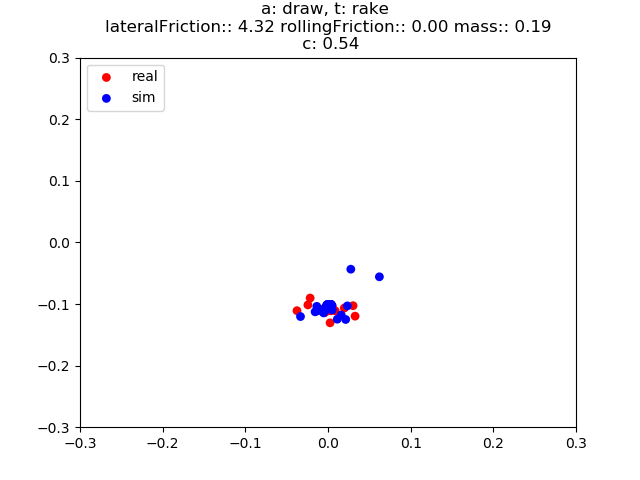 a: draw, t: rake
lateralFriction:: 4.32 rollingFriction:: 0.00 mass:: 0.19
c: 0.54
real
sim
0.3
0.2
0.1
0.0
−0.1
−0.2
−0.3
−0.3
−0.2
−0.1
0.0
0.1
0.2
0.3